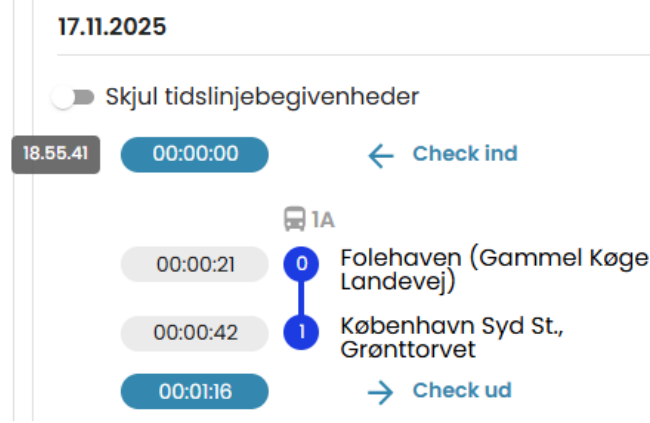 17.11.2025
Skjul tidslinjebegivenheder
18.55.41
00:00:00
Check ind
1A
00:00:21
0
Folehaven (Gammel Køge
Landevej)
00:00:42
1
København Syd St.,
Grønttorvet
00:01:16
Check ud